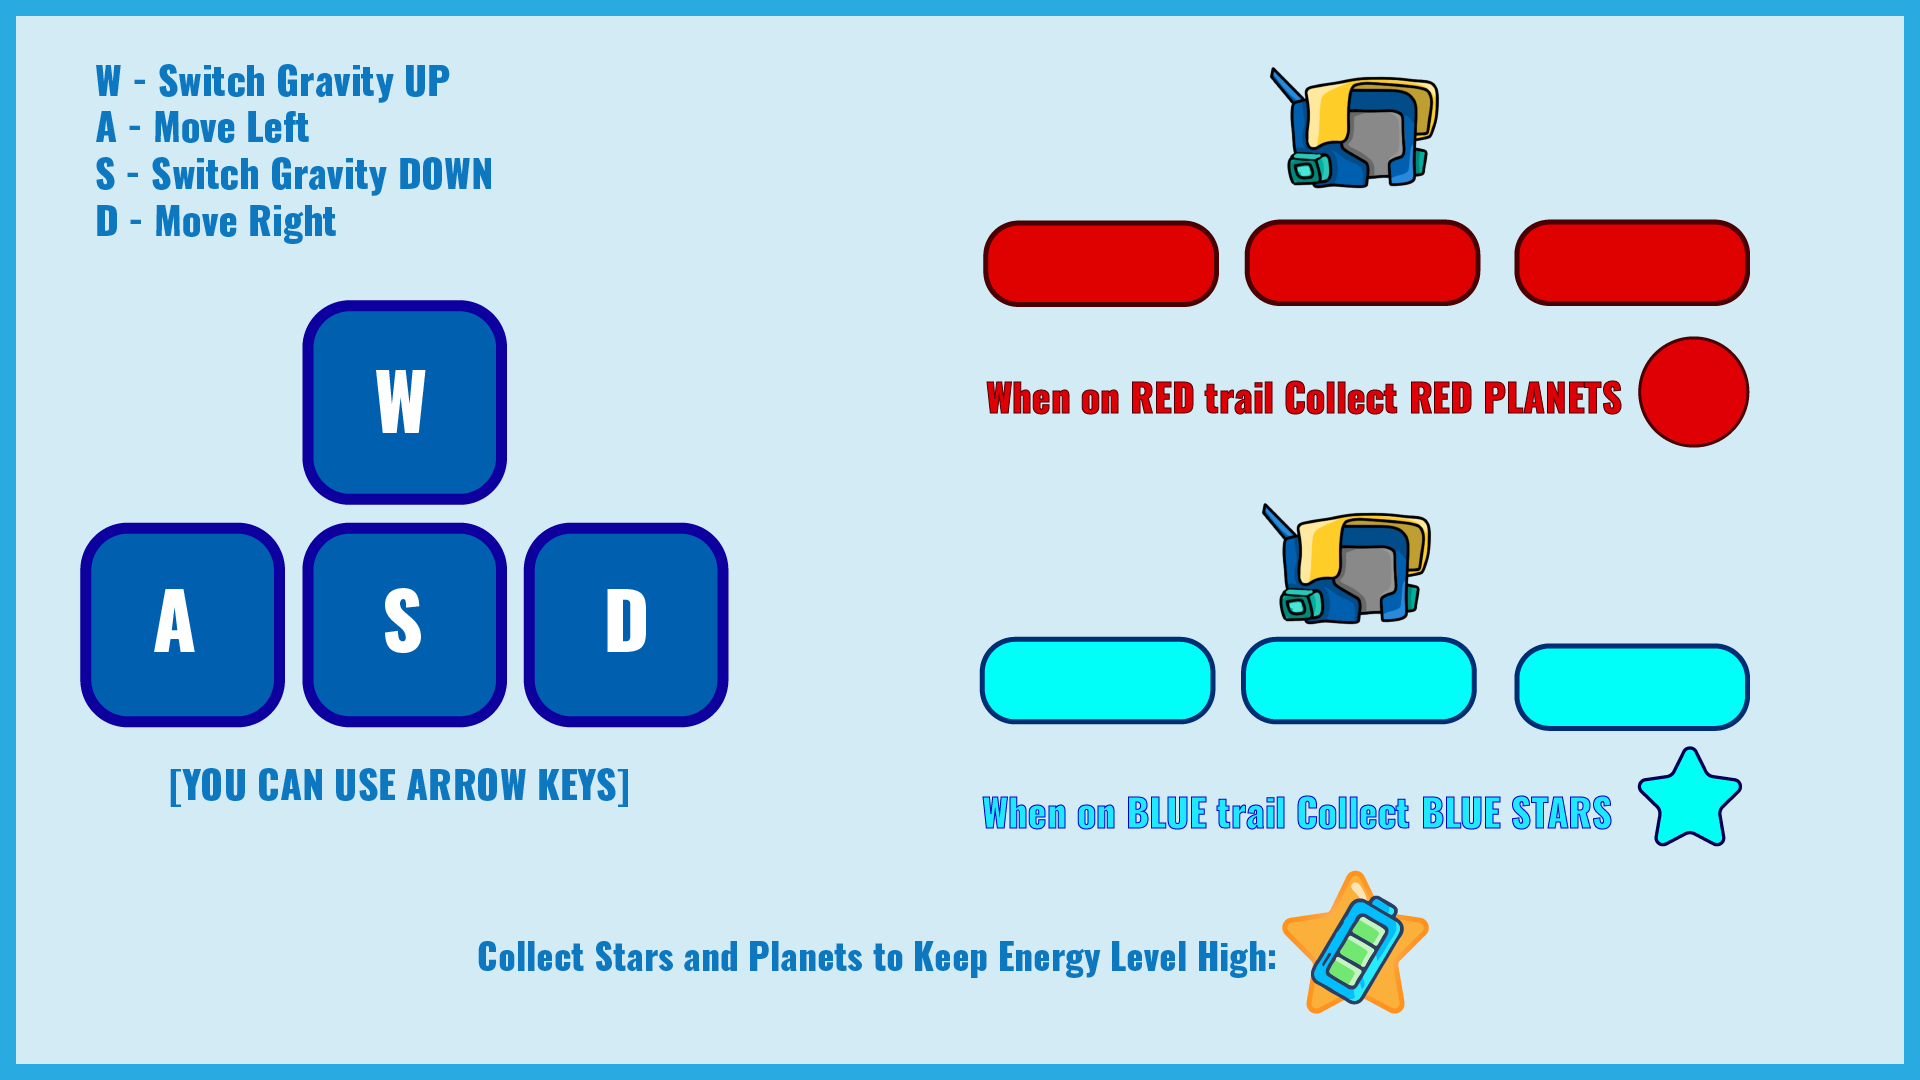 W - Switch Gravity UP
A - Move Left
S - Switch Gravity DOWN
D - Move Right
W
A
S
D
[YOU CAN USE ARROW KEYS]
When on RED trail Collect RED PLANETS
When on BLUE trail Collect BLUE STARS
Collect Stars and Planets to Keep Energy Level High: